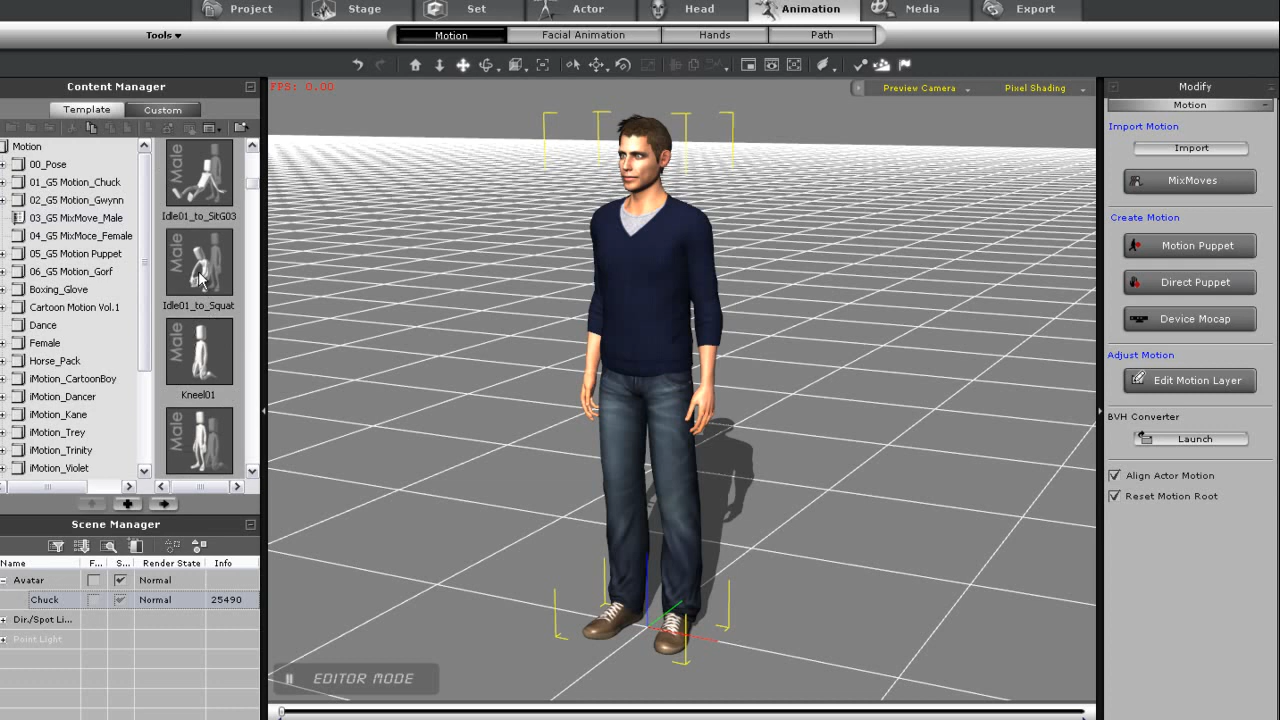 Project Stage Set Actor Head Animation Media Export
Tools
Motion Facial Animation Hands Path
Content Manager
Template Custom
Motion
00_Pose
01_G5 Motion_Chuck
02_G5 Motion_Gwynn
03_G5 MixMove_Male
04_G5 MixMoce_Female
05_G5 Motion Puppet
06_G5 Motion_Gorf
Boxing_Glove
Cartoon Motion Vol.1
Dance
Female
Horse_Pack
iMotion_CartoonBoy
iMotion_Dancer
iMotion_Kane
iMotion_Trey
iMotion_Trinity
iMotion_Violet
Male
Idle01_to_SitG03
Male
Idle01_to_Squat
Male
Kneel01
Male
Scene Manager
Name F... S... Render State Info
Avatar Normal
Chuck Normal 25490
Dir./Spot Li...
Point Light
FPS: 0.00
Preview Camera Pixel Shading
EDITOR MODE
Modify
Motion
Import Motion
Import
MixMoves
Create Motion
Motion Puppet
Direct Puppet
Device Mocap
Adjust Motion
Edit Motion Layer
BVH Converter
Launch
Align Actor Motion
Reset Motion Root